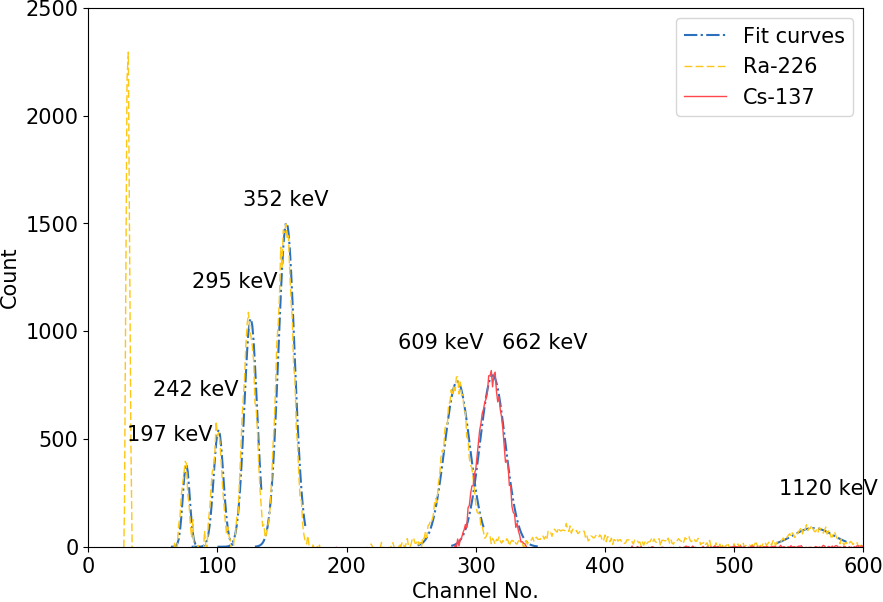 2500
2000
1500
1000
500
0
Count
Fit curves
Ra-226
Cs-137
352 keV
295 keV
609 keV
662 keV
242 keV
197 keV
1120 keV
0
100
200
300
400
500
600
Channel No.